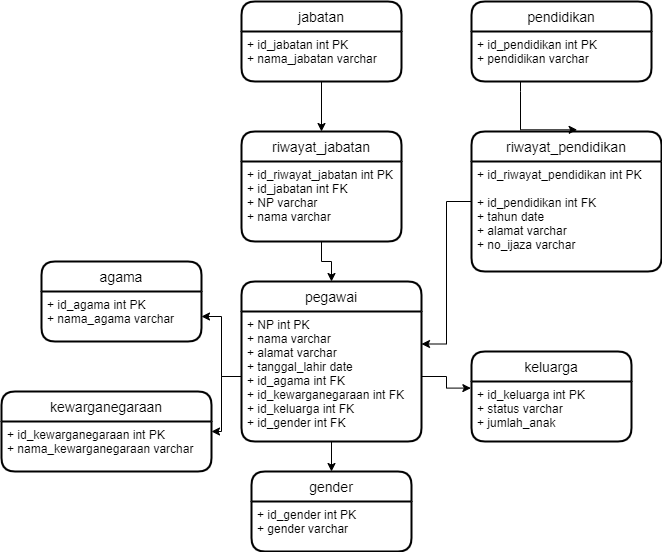 jabatan
+ id_jabatan int PK
+ nama_jabatan varchar
pendidikan
+ id_pendidikan int PK
+ pendidikan varchar
riwayat_jabatan
+ id_riwayat_jabatan int PK
+ id_jabatan int FK
+ NP varchar
+ nama varchar
riwayat_pendidikan
+ id_riwayat_pendidikan int PK
+ id_pendidikan int FK
+ tahun date
+ alamat varchar
+ no_ijaza varchar
agama
+ id_agama int PK
+ nama_agama varchar
pegawai
+ NP int PK
+ nama varchar
+ alamat varchar
+ tanggal_lahir date
+ id_agama int FK
+ id_kewarganegaraan int FK
+ id_keluarga int FK
+ id_gender int FK
keluarga
+ id_keluarga int PK
+ status varchar
+ jumlah_anak
kewarganegaraan
+ id_kewarganegaraan int PK
+ nama_kewarganegaraan varchar
gender
+ id_gender int PK
+ gender varchar